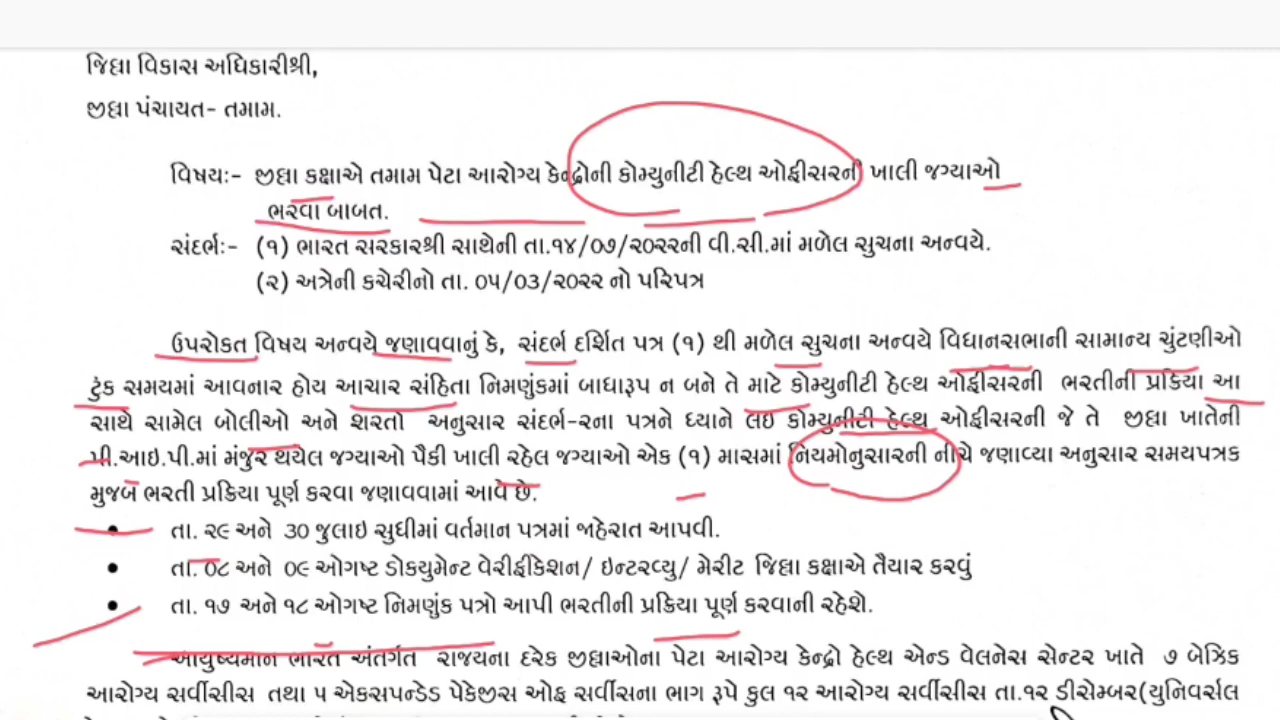 જિલ્લા વિકાસ અધિકારીશ્રી,
જીલ્લા પંચાયત- તમામ.
વિષય:- જીલ્લા કક્ષાએ તમામ પેટા આરોગ્ય કેન્દ્રોની કોમ્યુનીટી હેલ્થ ઓફીસરની ખાલી જગ્યાઓ
ભરવા બાબત.
સંદર્ભ:- (૧) ભારત સરકારશ્રી સાથેની તા.૧૪/૦૭/૨૦૨૨ની વી.સી.માં મળેલ સુચના અન્વયે.
(૨) અત્રેની કચેરીનો તા. ૦૫/૦૩/૨૦૨૨ નો પરિપત્ર
ઉપરોકત વિષય અન્વયે જણાવવાનું કે, સંદર્ભ દર્શિત પત્ર (૧) થી મળેલ સુચના અન્વયે વિધાનસભાની સામાન્ય ચુંટણીઓ
ટુંક સમયમાં આવનાર હોય આચાર સંહિતા નિમણુંકમાં બાધારૂપ ન બને તે માટે કોમ્યુનીટી હેલ્થ ઓફીસરની ભરતીની પ્રક્રિયા આ
સાથે સામેલ બોલીઓ અને શરતો અનુસાર સંદર્ભ-૨ના પત્રને ધ્યાને લઇ કોમ્યુનીટી હેલ્થ ઓફીસરની જે તે જીલ્લા ખાતેની
પી.આઇ.પી.માં મંજુર થયેલ જગ્યાઓ પૈકી ખાલી રહેલ જગ્યાઓ એક (૧) માસમાં નિયમોનુસારની નીચે જણાવ્યા અનુસાર સમયપત્રક
મુજબ ભરતી પ્રક્રિયા પૂર્ણ કરવા જણાવવામાં આવે છે.
• તા. ૨૯ અને ૩૦ જુલાઇ સુધીમાં વર્તમાન પત્રમાં જાહેરાત આપવી.
• તા. ૦૮ અને ૦૯ ઓગષ્ટ ડોકયુમેન્ટ વેરીફીકેશન/ ઇન્ટરવ્યુ/ મેરીટ જિલ્લા કક્ષાએ તૈયાર કરવું
• તા. ૧૭ અને ૧૮ ઓગષ્ટ નિમણુંક પત્રો આપી ભરતીની પ્રક્રિયા પૂર્ણ કરવાની રહેશે.
આયુષ્યમાન ભારત અંતર્ગત રાજયના દરેક જીલ્લાઓના પેટા આરોગ્ય કેન્દ્રો હેલ્થ એન્ડ વેલનેસ સેન્ટર ખાતે ૭ બેઝિક
આરોગ્ય સર્વીસીસ તથા ૫ એકસપન્ડેડ પેકેજીસ ઓફ સર્વીસના ભાગ રૂપે કુલ ૧૨ આરોગ્ય સર્વીસીસ તા.૧૨ ડીસેમ્બર(યુનિવર્સલ